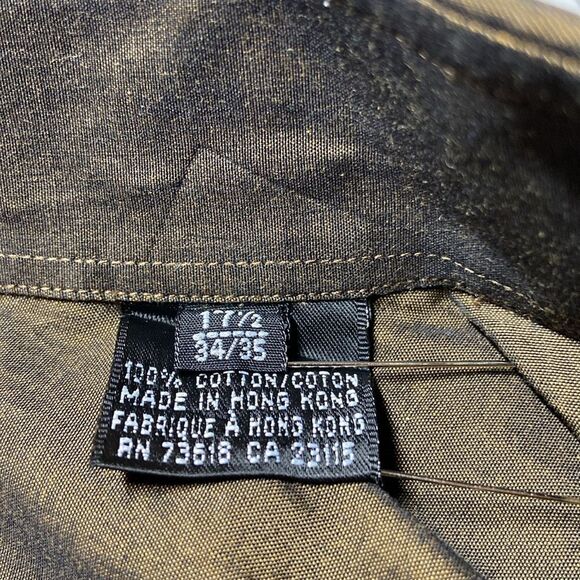 17½
34/35
100% COTTON/COTON
MADE IN HONG KONG
FABRIQUE À HONG KONG
RN 73618 CA 23115